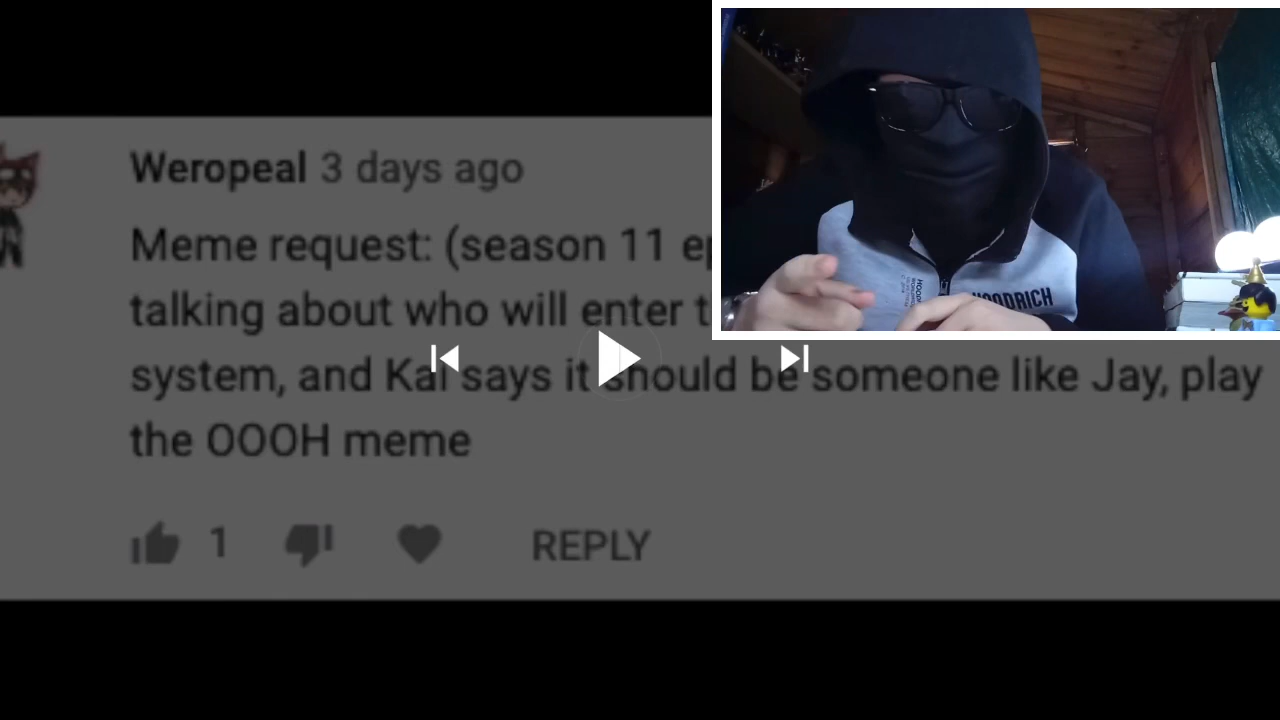 Weropeal 3 days ago
Meme request: (season 11 ep
talking about who will enter t
system, and Kai says it should be someone like Jay, play
the OOOH meme
1
REPLY
HOODRICH